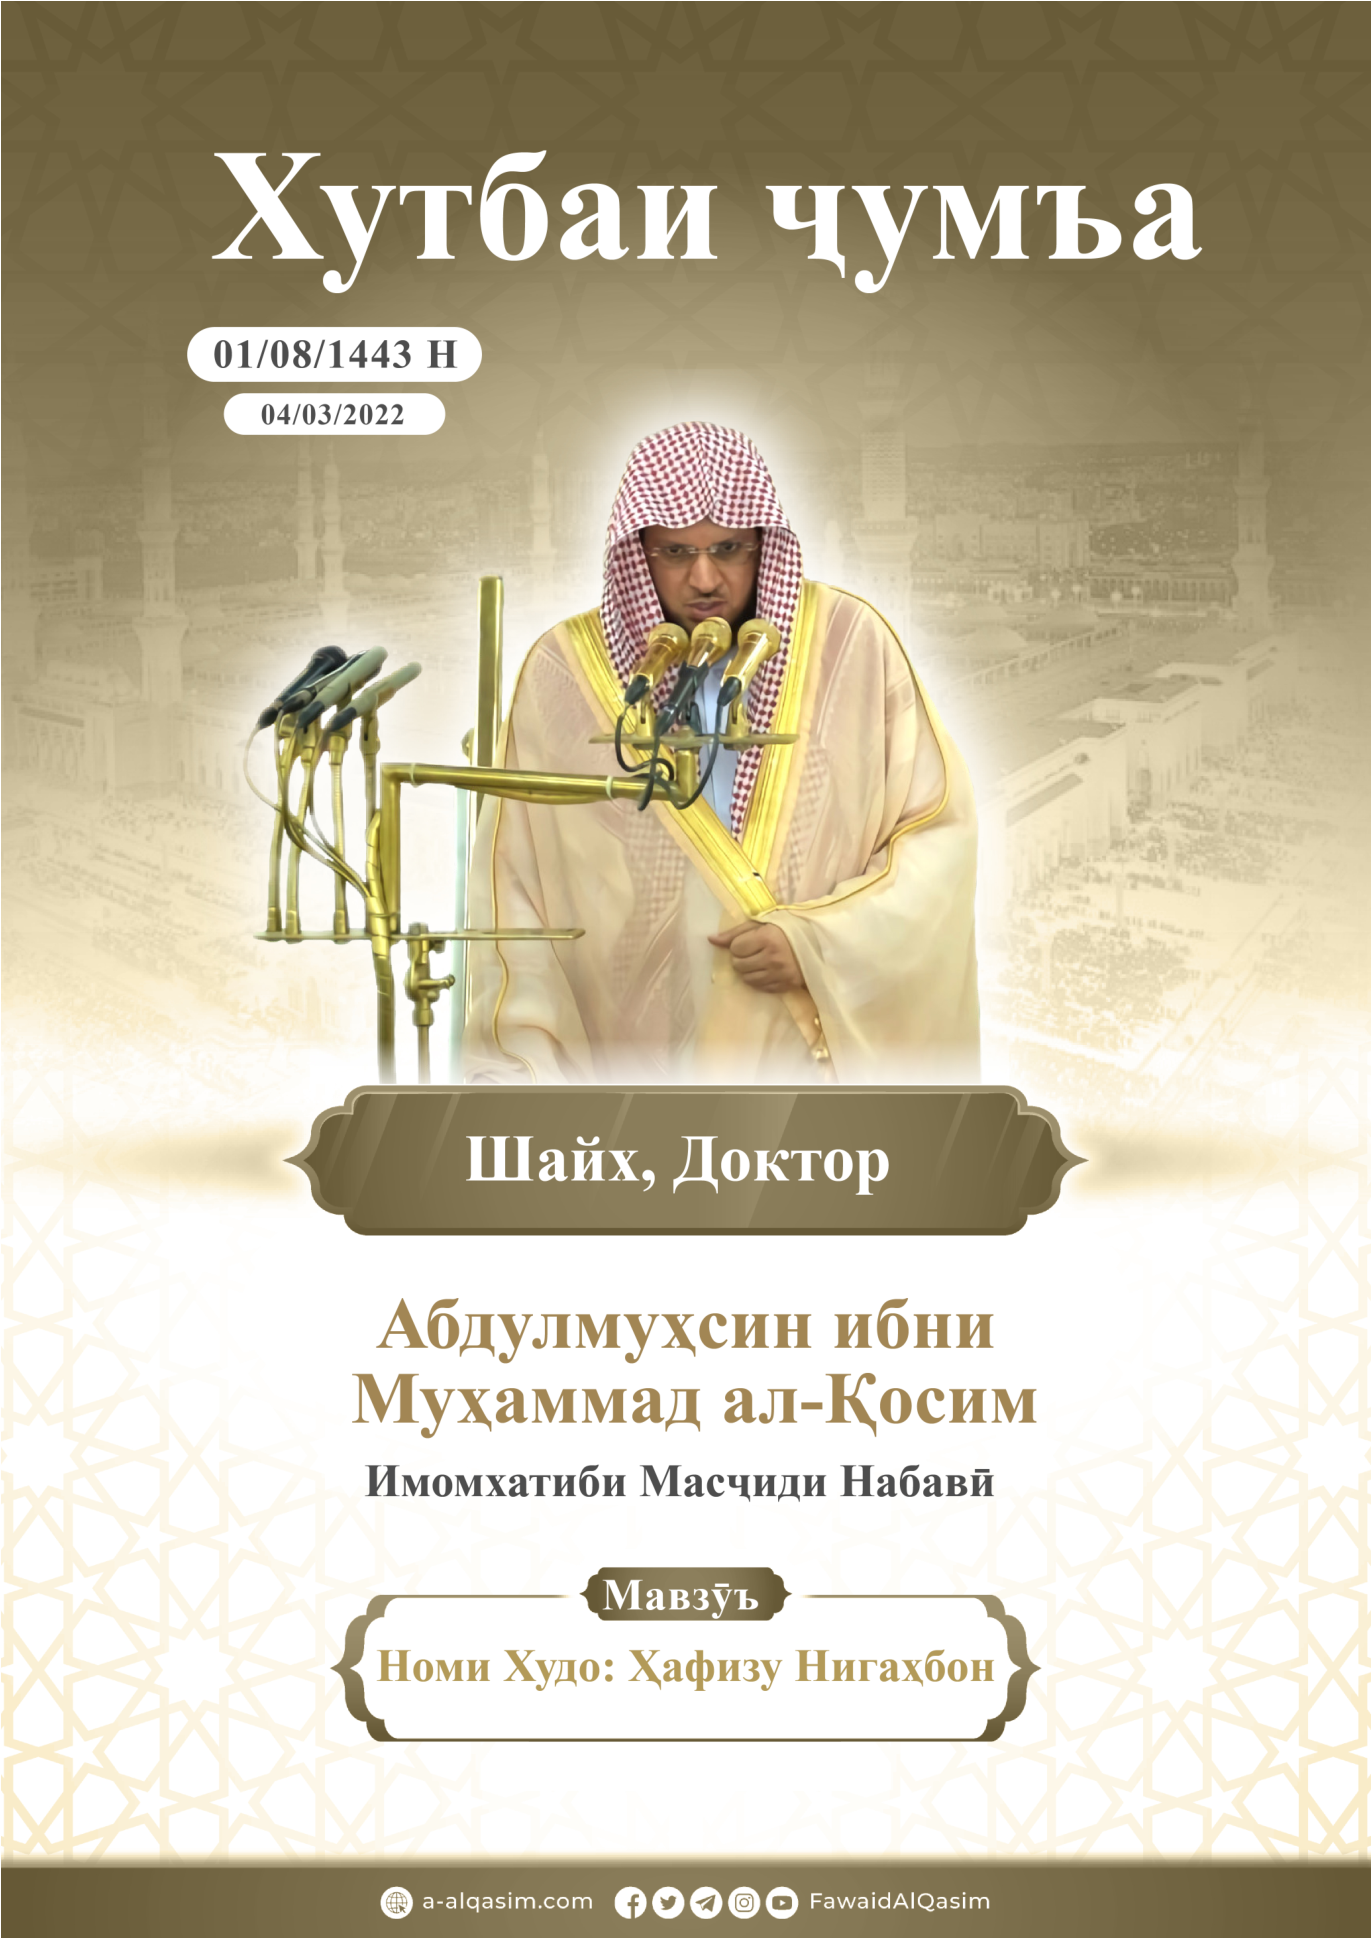 Хутбаи ҷумъа
01/08/1443 H
04/03/2022
Шайх, Доктор
Абдулмуҳсин ибни
Муҳаммад ал-Қосим
Имомхатиби Масҷиди Набавӣ
Мавзӯъ
Номи Худо: Ҳафизу Нигаҳбон
a-alqasim.com FawaidAlQasim